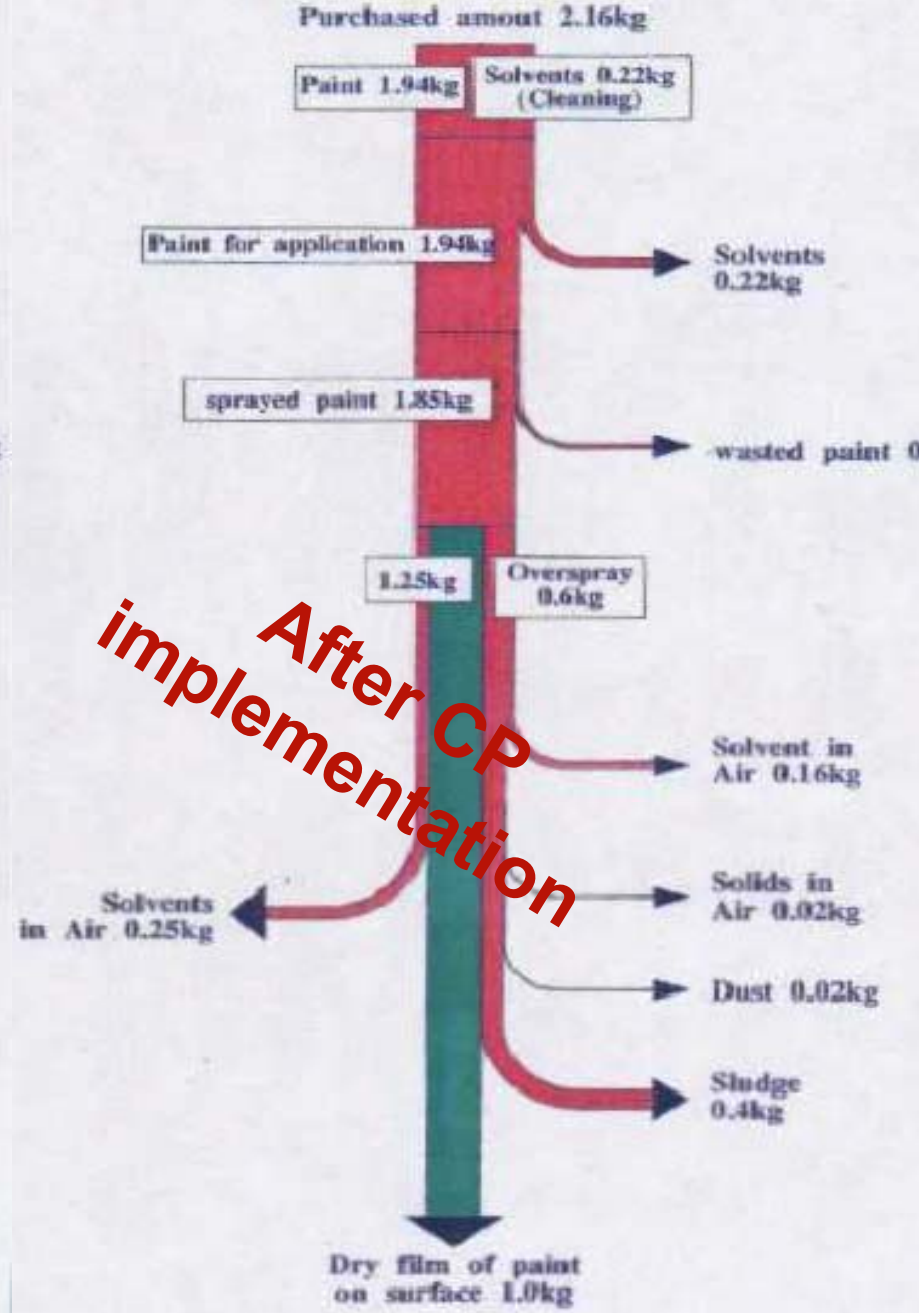 Purchased amout 2.16kg
Paint 1.94kg
Solvents 0.22kg
(Cleaning)
Paint for application 1.94kg
Solvents
0.22kg
sprayed paint 1.85kg
wasted paint 0
1.25kg
Overspray
0.6kg
After CP
implementation
Solvent in
Air 0.16kg
Solvents
in Air 0.25kg
Solids in
Air 0.02kg
Dust 0.02kg
Sludge
0.4kg
Dry film of paint
on surface 1.0kg